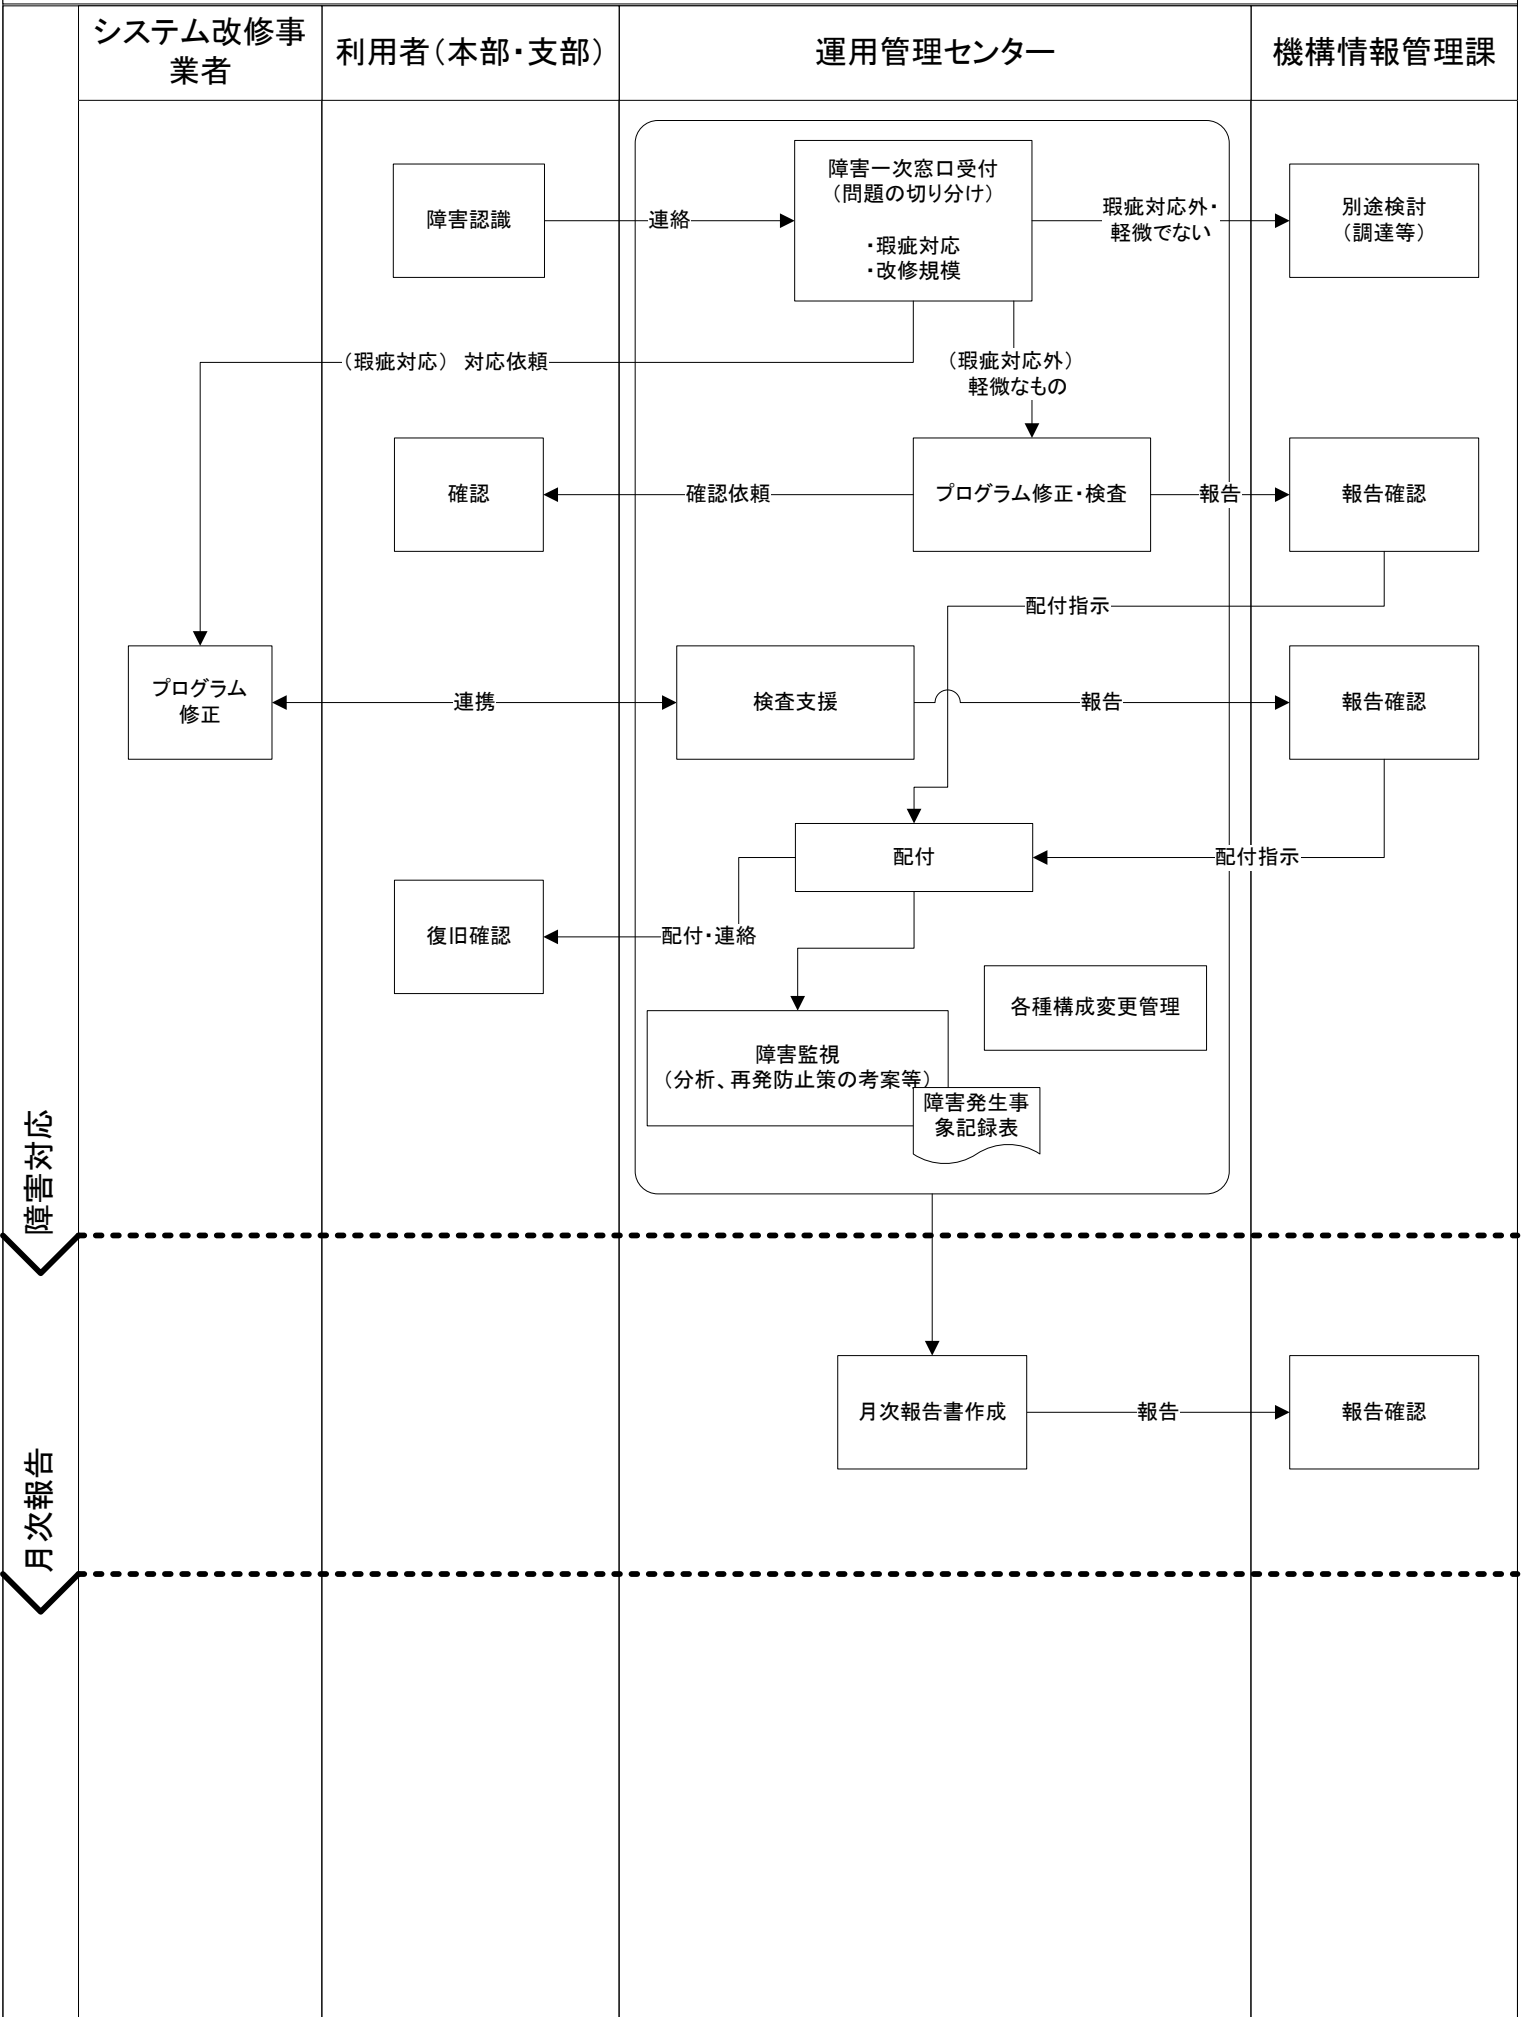 システム改修事
業者
利用者（本部・支部）
運用管理センター
機構情報管理課
障害認識
連絡
障害一次窓口受付
（問題の切り分け）
・瑕疵対応
・改修規模
瑕疵対応外・
軽微でない
別途検討
（調達等）
（瑕疵対応）　対応依頼
（瑕疵対応外）
軽微なもの
確認
確認依頼
プログラム修正・検査
報告
報告確認
配付指示
プログラム
修正
連携
検査支援
報告
報告確認
配付
配付指示
復旧確認
配付・連絡
各種構成変更管理
障害監視
（分析、再発防止策の考案等）
障害発生事
象記録表
障害対応
月次報告書作成
報告
報告確認
月次報告